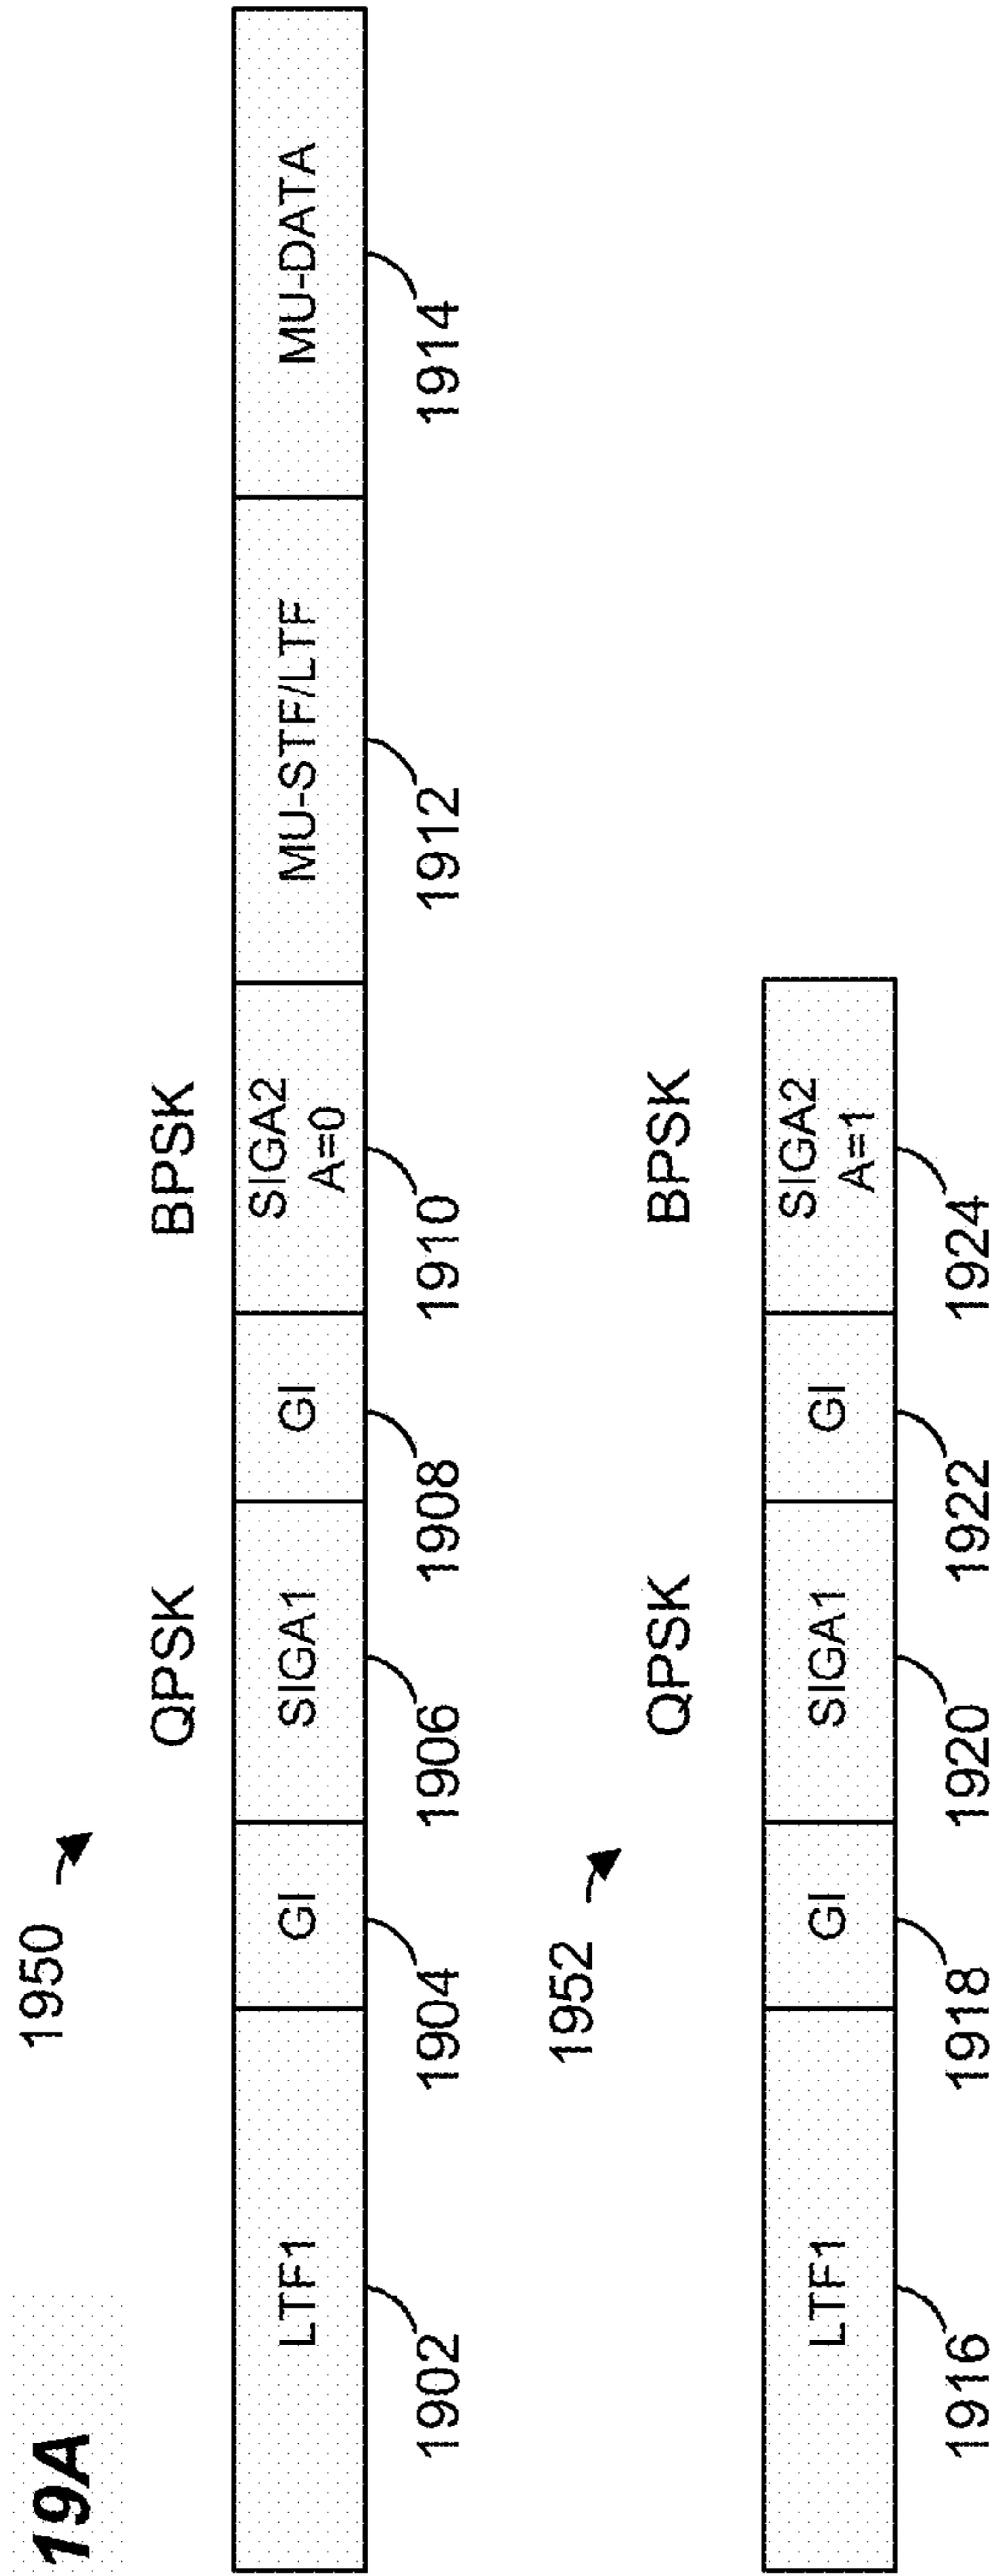 19A
1950
QPSK
BPSK
LTF1
GI
SIGA1
GI
SIGA2
A=0
MU-STF/LTF
MU-DATA
1902
1904
1906
1908
1910
1912
1914
1952
QPSK
BPSK
LTF1
GI
SIGA1
GI
SIGA2
A=1
1916
1918
1920
1922
1924